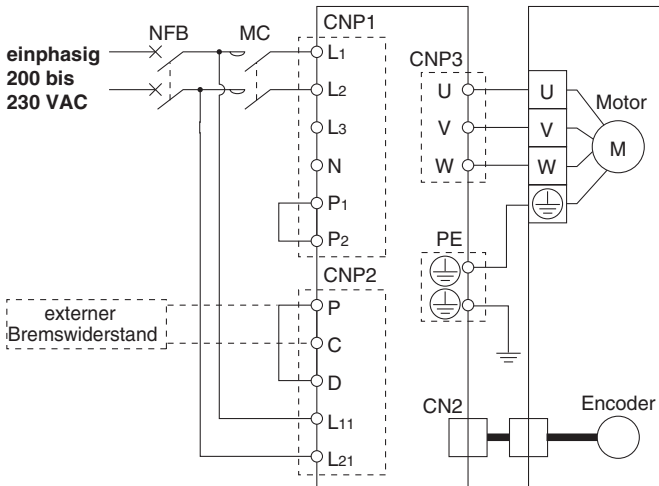 NFB
MC
CNP1
einphasig
200 bis
230 VAC
L1
L2
L3
N
P1
P2
CNP2
externer
Bremswiderstand
P
C
D
L11
L21
CNP3
U
V
W
PE
CN2
U
V
W
Motor
M
Encoder